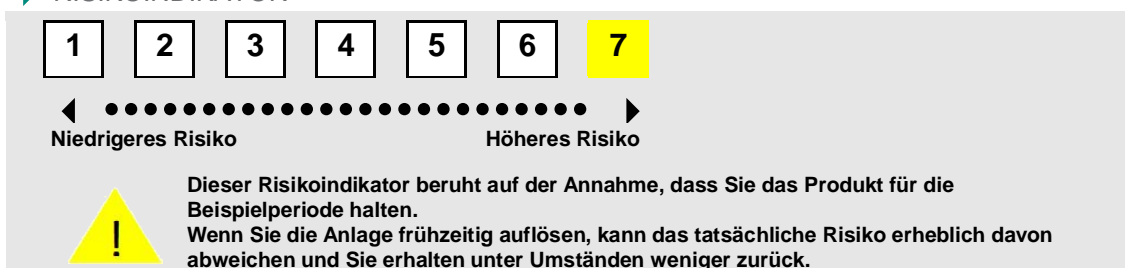 RISIKOINDIKATOR
1 2 3 4 5 6 7
Niedrigeres Risiko Höheres Risiko
Dieser Risikoindikator beruht auf der Annahme, dass Sie das Produkt für die
Beispielperiode halten.
! Wenn Sie die Anlage frühzeitig auflösen, kann das tatsächliche Risiko erheblich davon
abweichen und Sie erhalten unter Umständen weniger zurück.